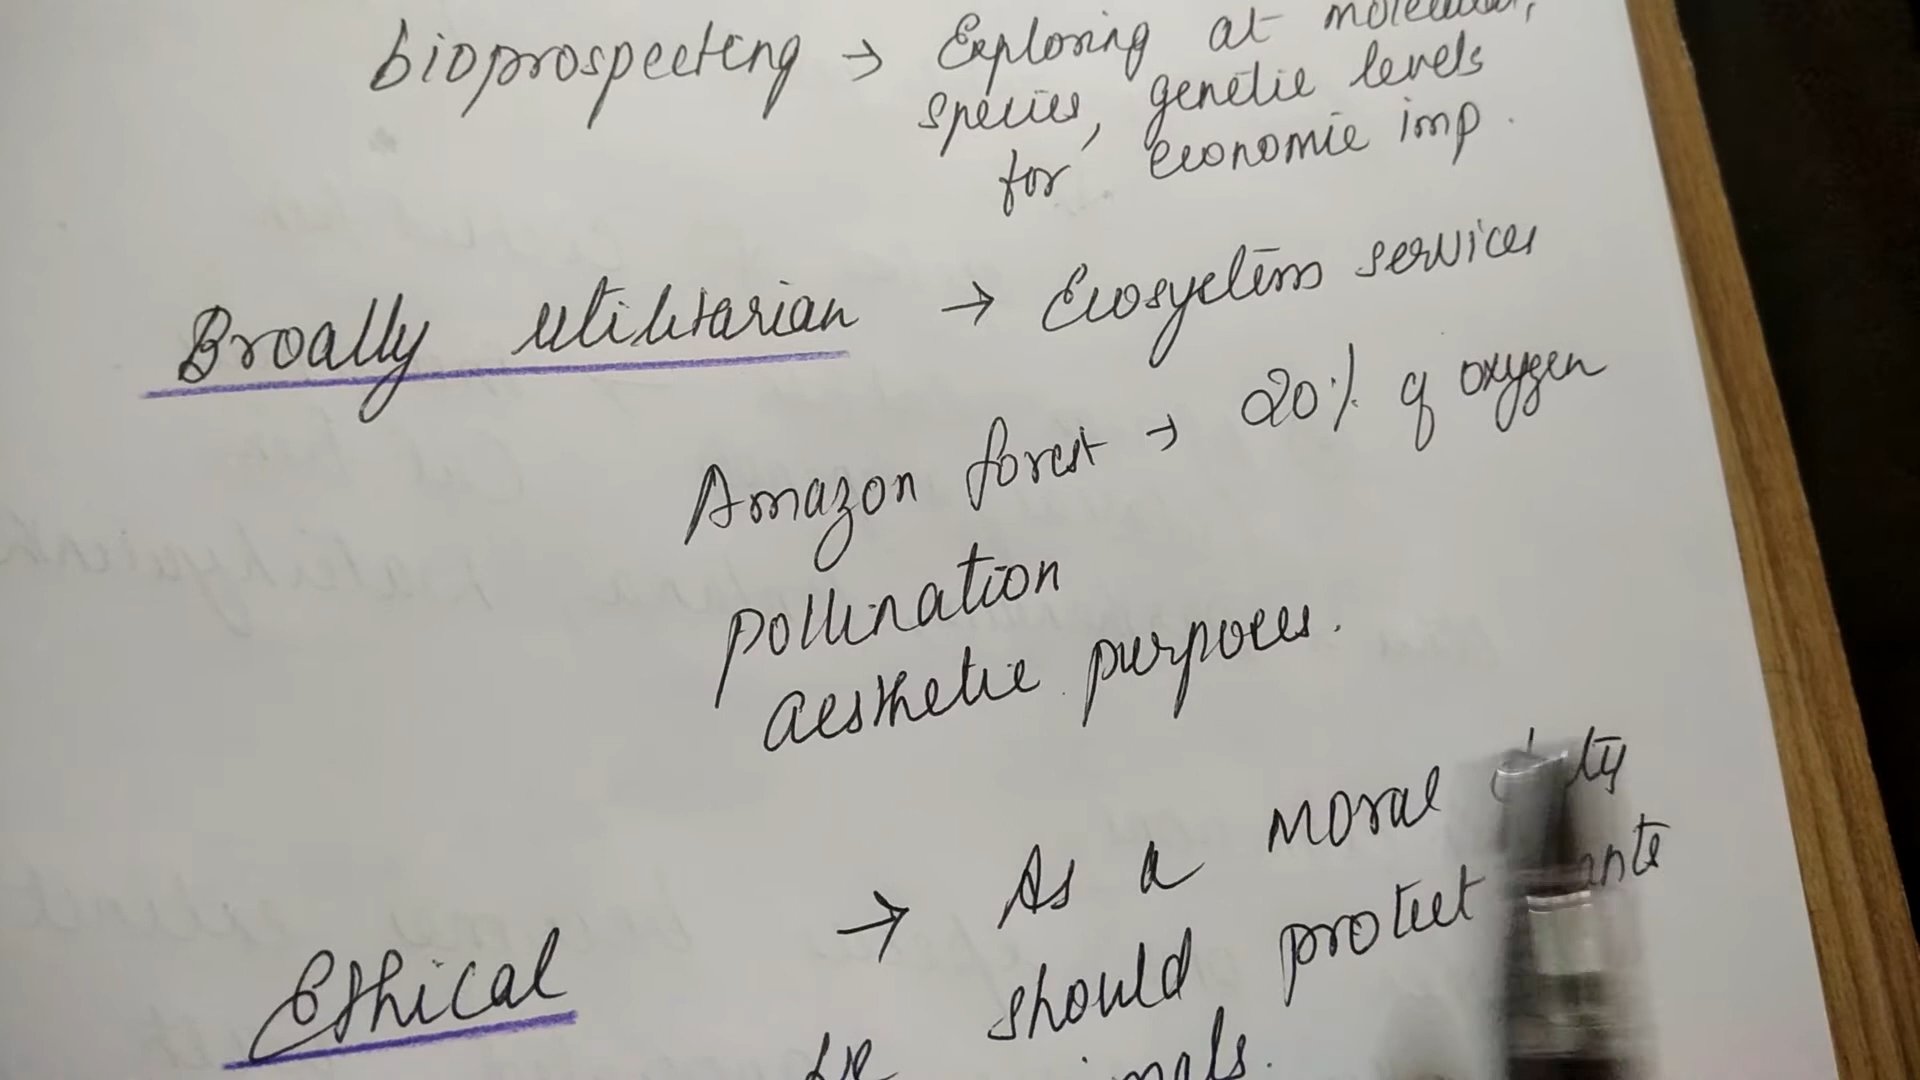 bioprospecting → Exploring at molecular,
species, genetic levels
for economic imp.
Broally utilitarian → Ecosystems services
Amazon forest → 20% of oxygen
pollination
aesthetic purposes.
Ethical → As a moral
should protect